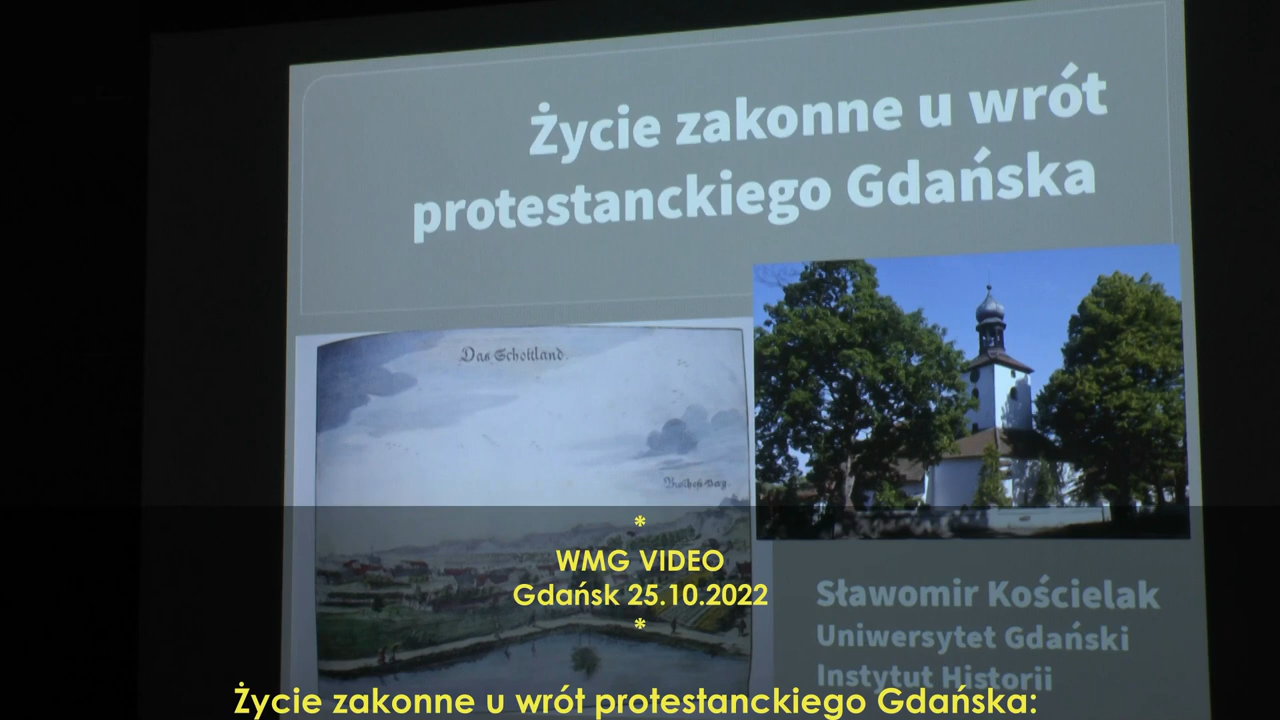 Życie zakonne u wrót
protestanckiego Gdańska
Das Schottland.
Sławomir Kościelak
Uniwersytet Gdański
Instytut Historii
*
WMG VIDEO
Gdańsk 25.10.2022
*
Życie zakonne u wrót protestanckiego Gdańska: